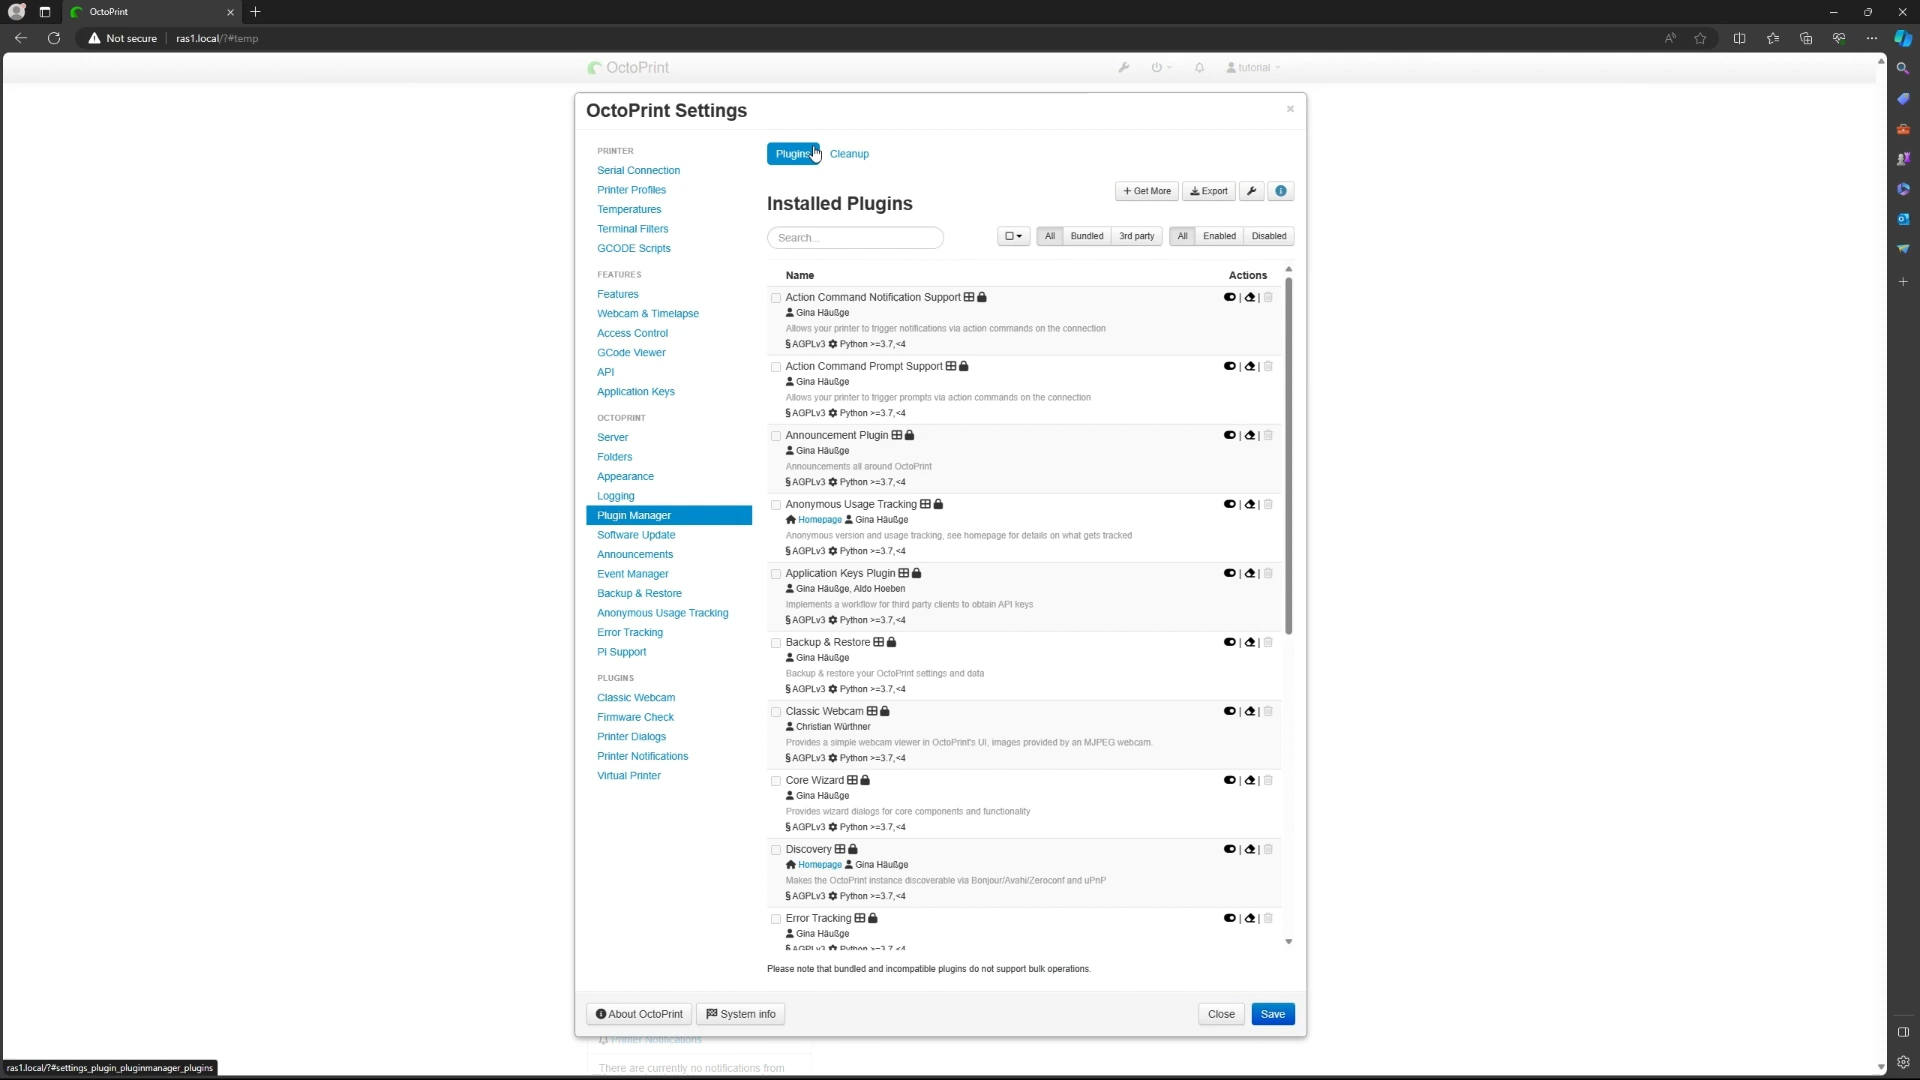 OctoPrint
Not secure
ras1.local/?#temp
OctoPrint
tutorial
OctoPrint Settings
PRINTER
Serial Connection
Printer Profiles
Temperatures
Terminal Filters
GCODE Scripts
FEATURES
Features
Webcam & Timelapse
Access Control
GCode Viewer
API
Application Keys
OCTOPRINT
Server
Folders
Appearance
Logging
Plugin Manager
Software Update
Announcements
Event Manager
Backup & Restore
Anonymous Usage Tracking
Error Tracking
Pi Support
PLUGINS
Classic Webcam
Firmware Check
Printer Dialogs
Printer Notifications
Virtual Printer
Plugins Cleanup
Get More Export
Installed Plugins
Search...
All Bundled 3rd party All Enabled Disabled
Name Actions
Action Command Notification Support
Gina Häußge
Allows your printer to trigger notifications via action commands on the connection
§ AGPLv3 Python >=3.7,<4
Action Command Prompt Support
Gina Häußge
Allows your printer to trigger prompts via action commands on the connection
§ AGPLv3 Python >=3.7,<4
Announcement Plugin
Gina Häußge
Announcements all around OctoPrint
§ AGPLv3 Python >=3.7,<4
Anonymous Usage Tracking
Homepage Gina Häußge
Anonymous version and usage tracking, see homepage for details on what gets tracked
§ AGPLv3 Python >=3.7,<4
Application Keys Plugin
Gina Häußge, Aldo Hoeben
Implements a workflow for third party clients to obtain API keys
§ AGPLv3 Python >=3.7,<4
Backup & Restore
Gina Häußge
Backup & restore your OctoPrint settings and data
§ AGPLv3 Python >=3.7,<4
Classic Webcam
Christian Würthner
Provides a simple webcam viewer in OctoPrint's UI, images provided by an MJPEG webcam.
§ AGPLv3 Python >=3.7,<4
Core Wizard
Gina Häußge
Provides wizard dialogs for core components and functionality
§ AGPLv3 Python >=3.7,<4
Discovery
Homepage Gina Häußge
Makes the OctoPrint instance discoverable via Bonjour/Avahi/Zeroconf and uPnP
§ AGPLv3 Python >=3.7,<4
Error Tracking
Gina Häußge
§ AGPLv3 Python >=3.7,<4
Please note that bundled and incompatible plugins do not support bulk operations.
About OctoPrint System info Close Save
Printer Notifications
There are currently no notifications from
ras1.local/?#settings_plugin_pluginmanager_plugins